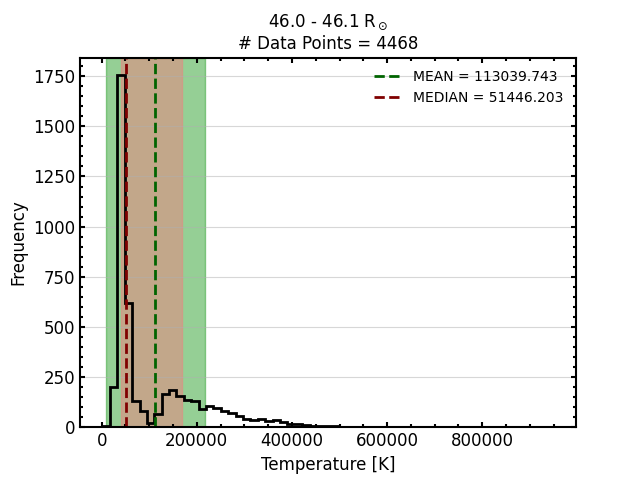 46.0 - 46.1 R⊙
# Data Points = 4468
MEAN = 113039.743
MEDIAN = 51446.203
1750
1500
1250
1000
750
500
250
0
Frequency
0 200000 400000 600000 800000
Temperature [K]